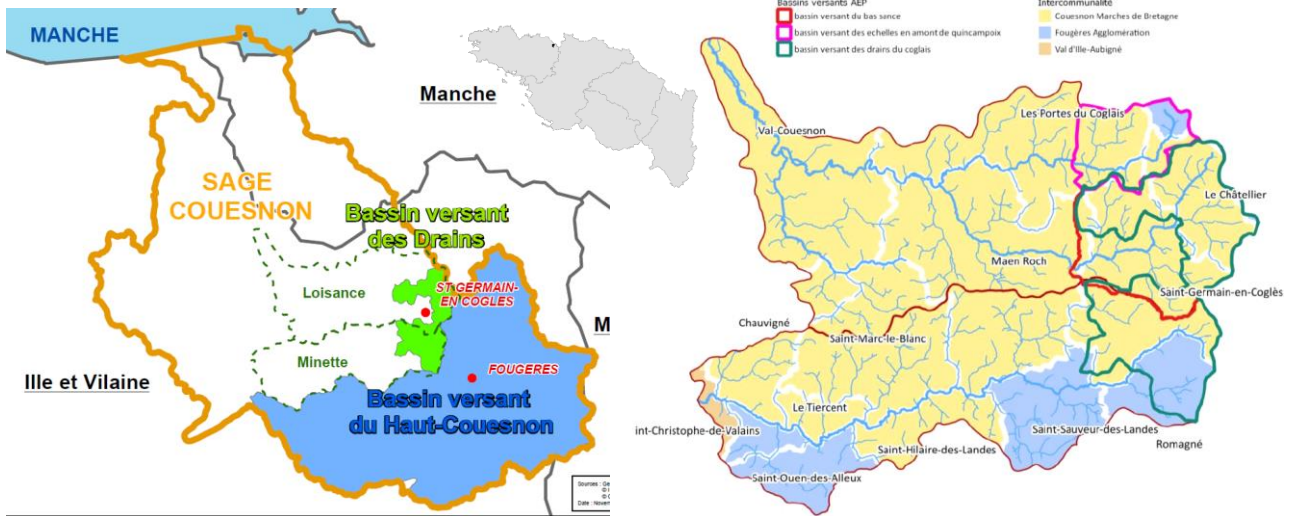 MANCHE
Manche
SAGE
COUESNON
Bassin versant
des Drains
Loisance
ST GERMAIN-
EN COGLES
Minette
FOUGERES
Ille et Vilaine
Bassin versant
du Haut-Couesnon
M
Sources : Ge
Date : Novem
Bassins versants AEP
bassin versant du bas sance
bassin versant des echelles en amont de quincampoix
bassin versant des drains du coglais
Intercommunalité
Couesnon Marches de Bretagne
Fougères Agglomération
Val d'Ille-Aubigné
Les Portes du Coglais
Val-Couesnon
Le Châtellier
Maen Roch
Saint-Germain-en-Coglès
Chauvigné
Saint-Marc-le-Blanc
Le Tiercent
int-Christophe-de-Valains
Saint-Sauveur-des-Landes
Romagné
Saint-Hilaire-des-Landes
Saint-Ouen-des-Alleux